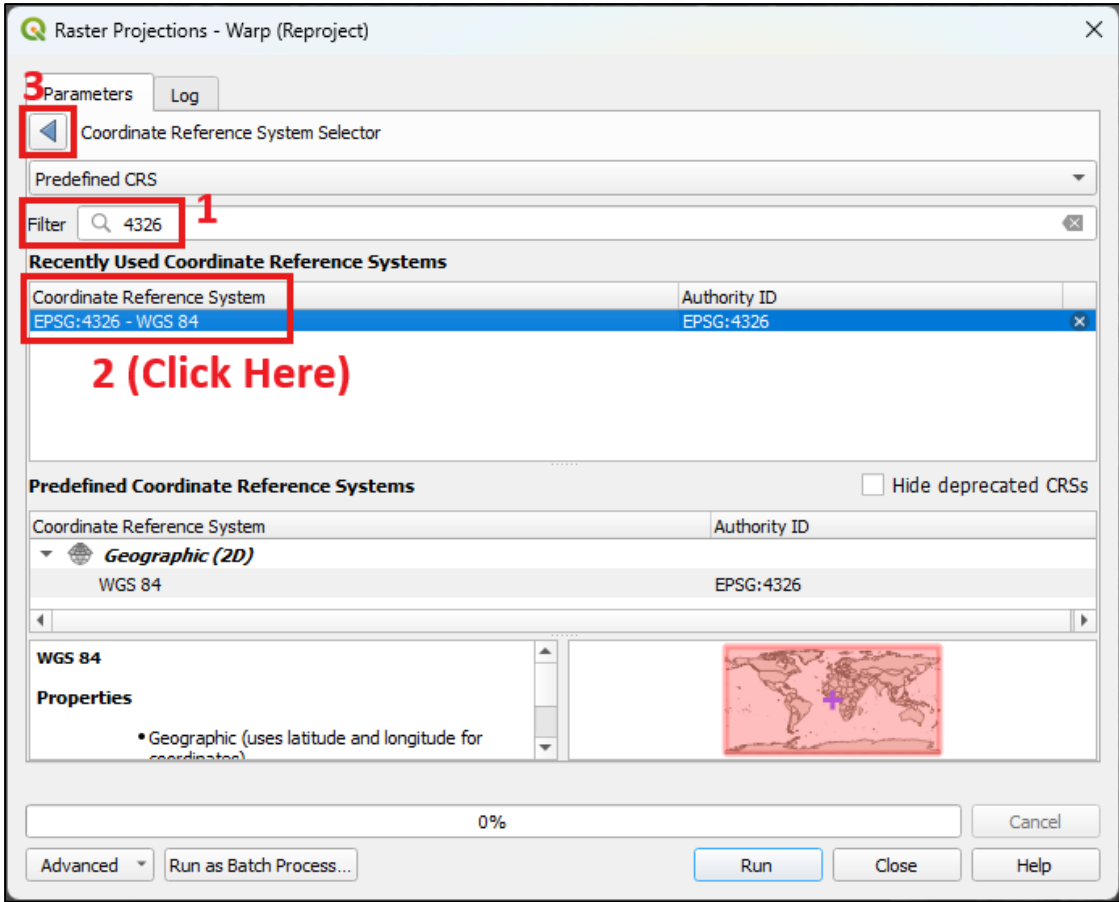 Raster Projections - Warp (Reproject)
3
Parameters Log
Coordinate Reference System Selector
Predefined CRS
Filter 4326 1
Recently Used Coordinate Reference Systems
Coordinate Reference System Authority ID
EPSG:4326 - WGS 84 EPSG:4326
2 (Click Here)
Predefined Coordinate Reference Systems Hide deprecated CRSs
Coordinate Reference System Authority ID
Geographic (2D)
WGS 84 EPSG:4326
WGS 84
Properties
• Geographic (uses latitude and longitude for
coordinates)
0% Cancel
Advanced Run as Batch Process... Run Close Help